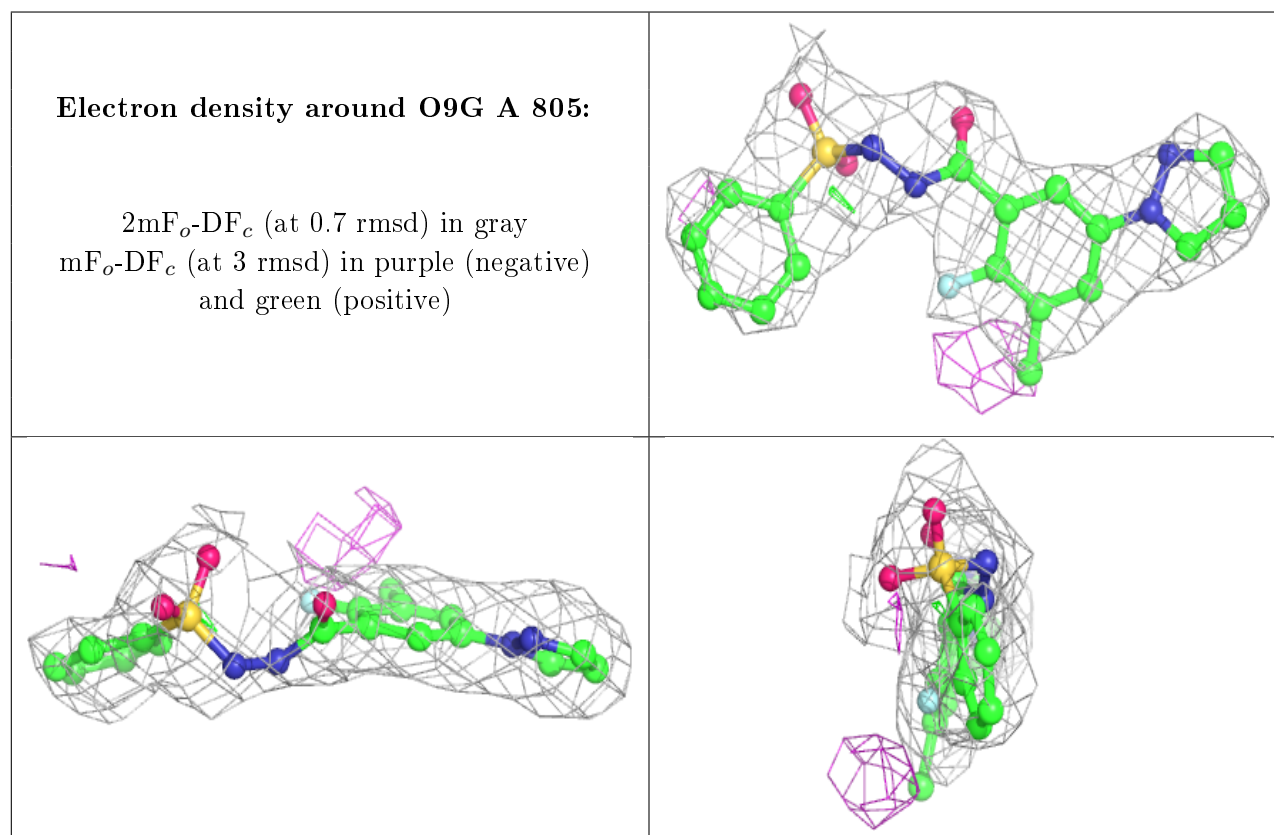 Electron density around O9G A 805:
2mFₒ-DF𝒸 (at 0.7 rmsd) in gray
mFₒ-DF𝒸 (at 3 rmsd) in purple (negative)
and green (positive)